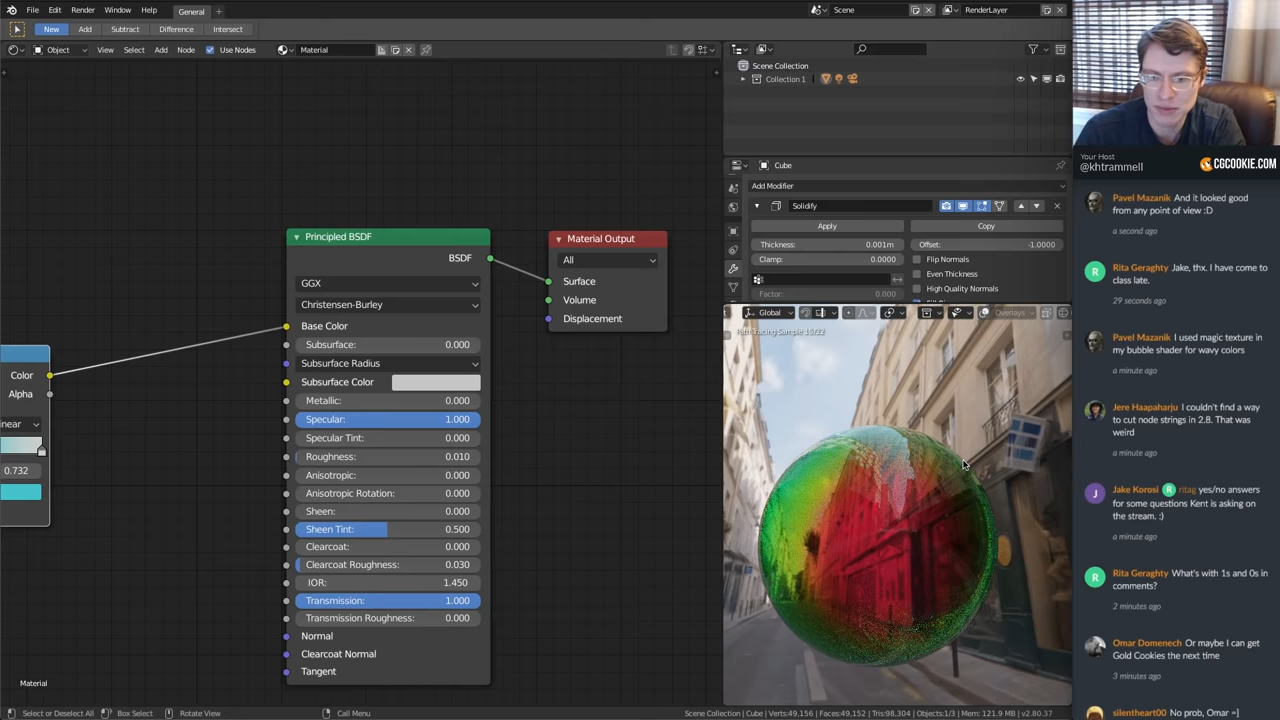 File Edit Render Window Help General + Scene RenderLayer
New Add Subtract Difference Intersect
Object View Select Add Node Use Nodes Material
Scene Collection
Collection 1
Cube
Add Modifier
Solidify
Apply Copy
Thickness: 0.001m Offset: -1.0000
Clamp: 0.0000 Flip Normals
Even Thickness
High Quality Normals
Factor: 0.000
Global Overlays
Path Tracing Sample 10/32
Color
Alpha
inear
0.732
Principled BSDF
BSDF
GGX
Christensen-Burley
Base Color
Subsurface: 0.000
Subsurface Radius
Subsurface Color
Metallic: 0.000
Specular: 1.000
Specular Tint: 0.000
Roughness: 0.010
Anisotropic: 0.000
Anisotropic Rotation: 0.000
Sheen: 0.000
Sheen Tint: 0.500
Clearcoat: 0.000
Clearcoat Roughness: 0.030
IOR: 1.450
Transmission: 1.000
Transmission Roughness: 0.000
Normal
Clearcoat Normal
Tangent
Material Output
All
Surface
Volume
Displacement
Material
Select or Deselect All Box Select Rotate View Call Menu Scene Collection | Cube | Verts:49,156 | Faces:49,152 | Tris:98,304 | Objects:1/3 | Mem: 121.9 MB | v2.80.37
Your Host
@khtrammell
CGCOOKIE.COM
Pavel Mazanik And it looked good
from any point of view :D
a second ago
Rita Geraghty Jake, thx. I have come to
class late.
29 seconds ago
Pavel Mazanik I used magic texture in
my bubble shader for wavy colors
a minute ago
Jere Haapaharju I couldn't find a way
to cut node strings in 2.8. That was
weird
a minute ago
Jake Korosi R ritag yes/no answers
for some questions Kent is asking on
the stream. :)
a minute ago
Rita Geraghty What's with 1s and 0s in
comments?
2 minutes ago
Omar Domenech Or maybe I can get
Gold Cookies the next time
3 minutes ago
silentheart00 No prob, Omar =]